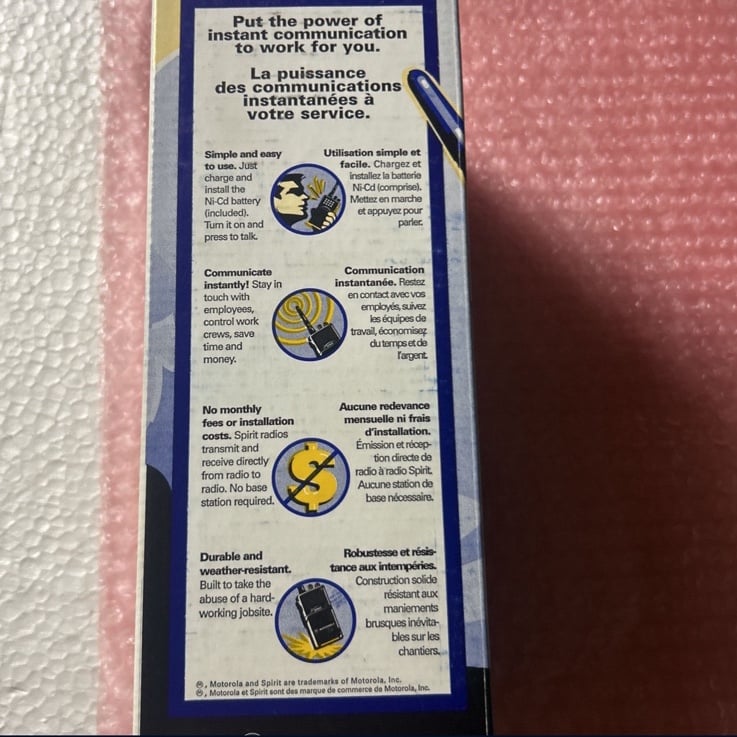 Put the power of
instant communication
to work for you.
La puissance
des communications
instantanées à
votre service.
Simple and easy
to use. Just
charge and
install the
Ni-Cd battery
(included).
Turn it on and
press to talk.
Utilisation simple et
facile. Chargez et
installez la batterie
Ni-Cd (comprise).
Mettez en marche
et appuyez pour
parler.
Communicate
instantly! Stay in
touch with
employees,
control work
crews, save
time and
money.
Communication
instantanée. Restez
en contact avec vos
employés, suivez
les équipes de
travail, économisez
du temps et de
l'argent.
No monthly
fees or installation
costs. Spirit radios
transmit and
receive directly
from radio to
radio. No base
station required.
Aucune redevance
mensuelle ni frais
d'installation.
Émission et récep-
tion directe de
radio à radio Spirit.
Aucune station de
base nécessaire.
Durable and
weather-resistant.
Built to take the
abuse of a hard-
working jobsite.
Robustesse et résis-
tance aux intempéries.
Construction solide
résistant aux
maniements
brusques inévita-
bles sur les
chantiers.
Ⓜ, Motorola and Spirit are trademarks of Motorola, Inc.
Ⓜ, Motorola et Spirit sont des marque de commerce de Motorola, Inc.